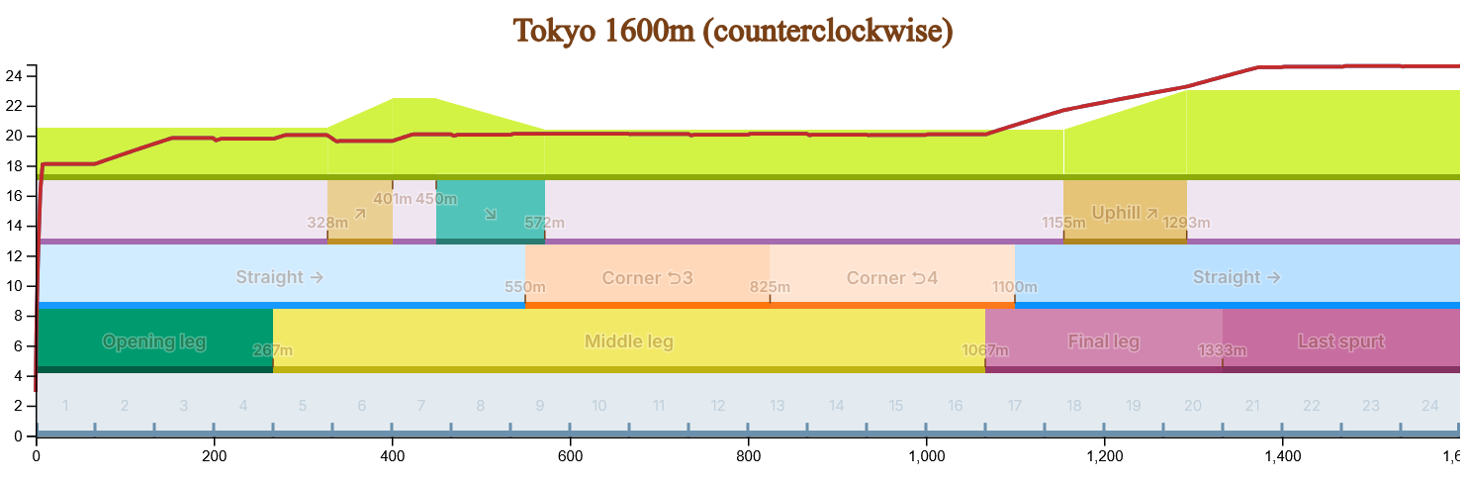 Tokyo 1600m (counterclockwise)
24
22
20
18
16
14
12
10
8
6
4
2
0
401m 450m
328m ↗ ↘ 572m 1155m Uphill ↗ 1293m
Straight → Corner ⮌3 Corner ⮌4 Straight →
550m 825m 1100m
Opening leg Middle leg Final leg Last spurt
267m 1067m 1333m
1 2 3 4 5 6 7 8 9 10 11 12 13 14 15 16 17 18 19 20 21 22 23 24
0 200 400 600 800 1,000 1,200 1,400 1,6